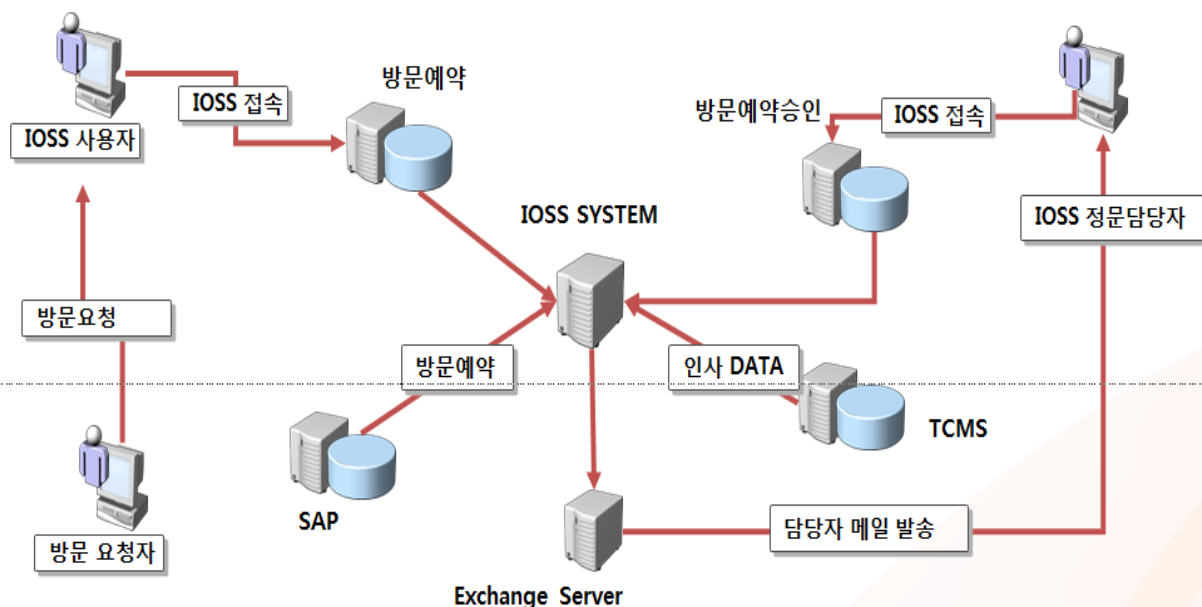 방문예약
IOSS 접속
방문예약승인
IOSS 접속
IOSS 사용자
IOSS SYSTEM
IOSS 정문담당자
방문요청
방문예약
인사 DATA
TCMS
SAP
담당자 메일 발송
방문 요청자
Exchange Server